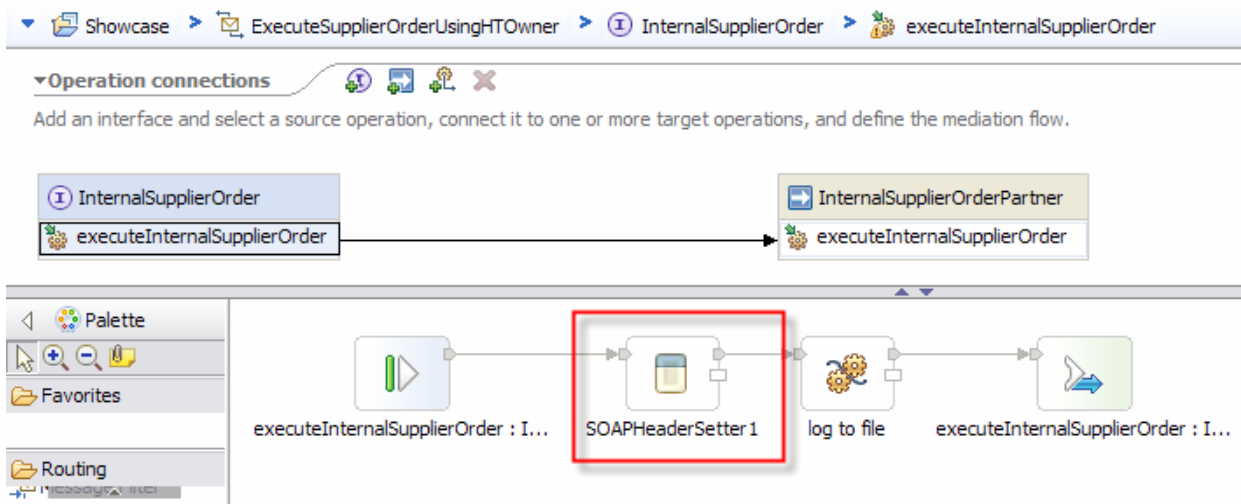 Showcase ExecuteSupplierOrderUsingHTOwner InternalSupplierOrder executeInternalSupplierOrder
Operation connections
Add an interface and select a source operation, connect it to one or more target operations, and define the mediation flow.
InternalSupplierOrder InternalSupplierOrderPartner
executeInternalSupplierOrder executeInternalSupplierOrder
Palette
Favorites
executeInternalSupplierOrder : I... SOAPHeaderSetter1 log to file executeInternalSupplierOrder : I...
Routing
Message Filter